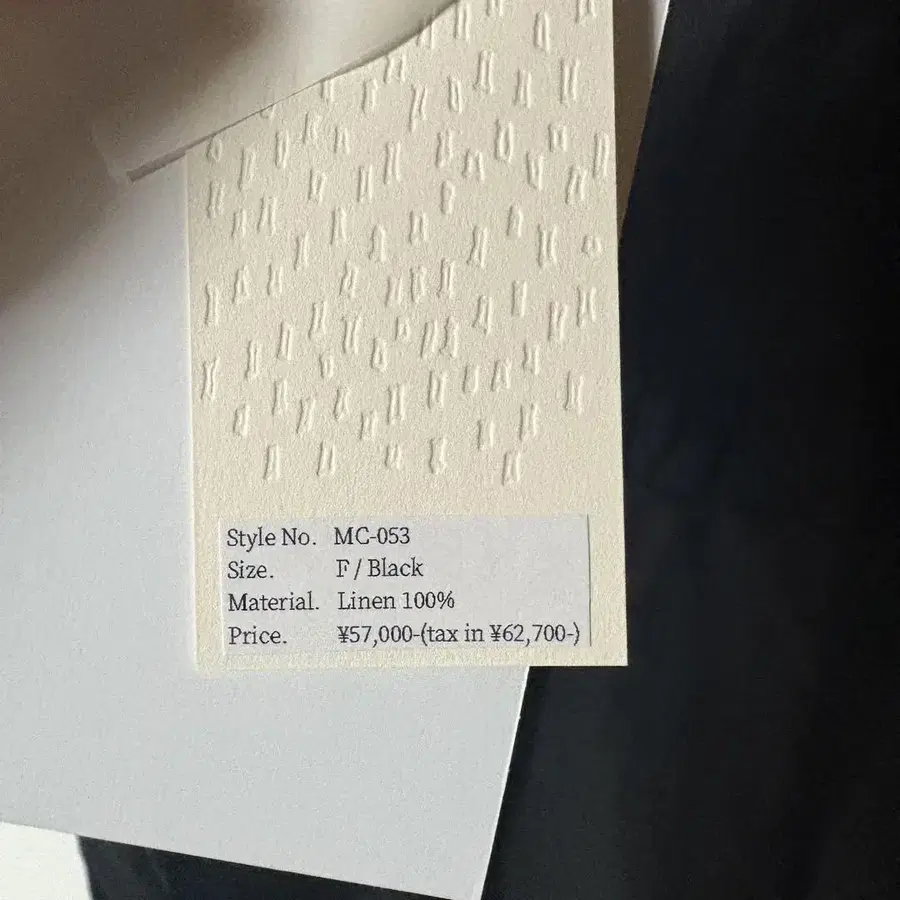 Style No. MC-053
Size. F / Black
Material. Linen 100%
Price. ¥57,000-(tax in ¥62,700-)